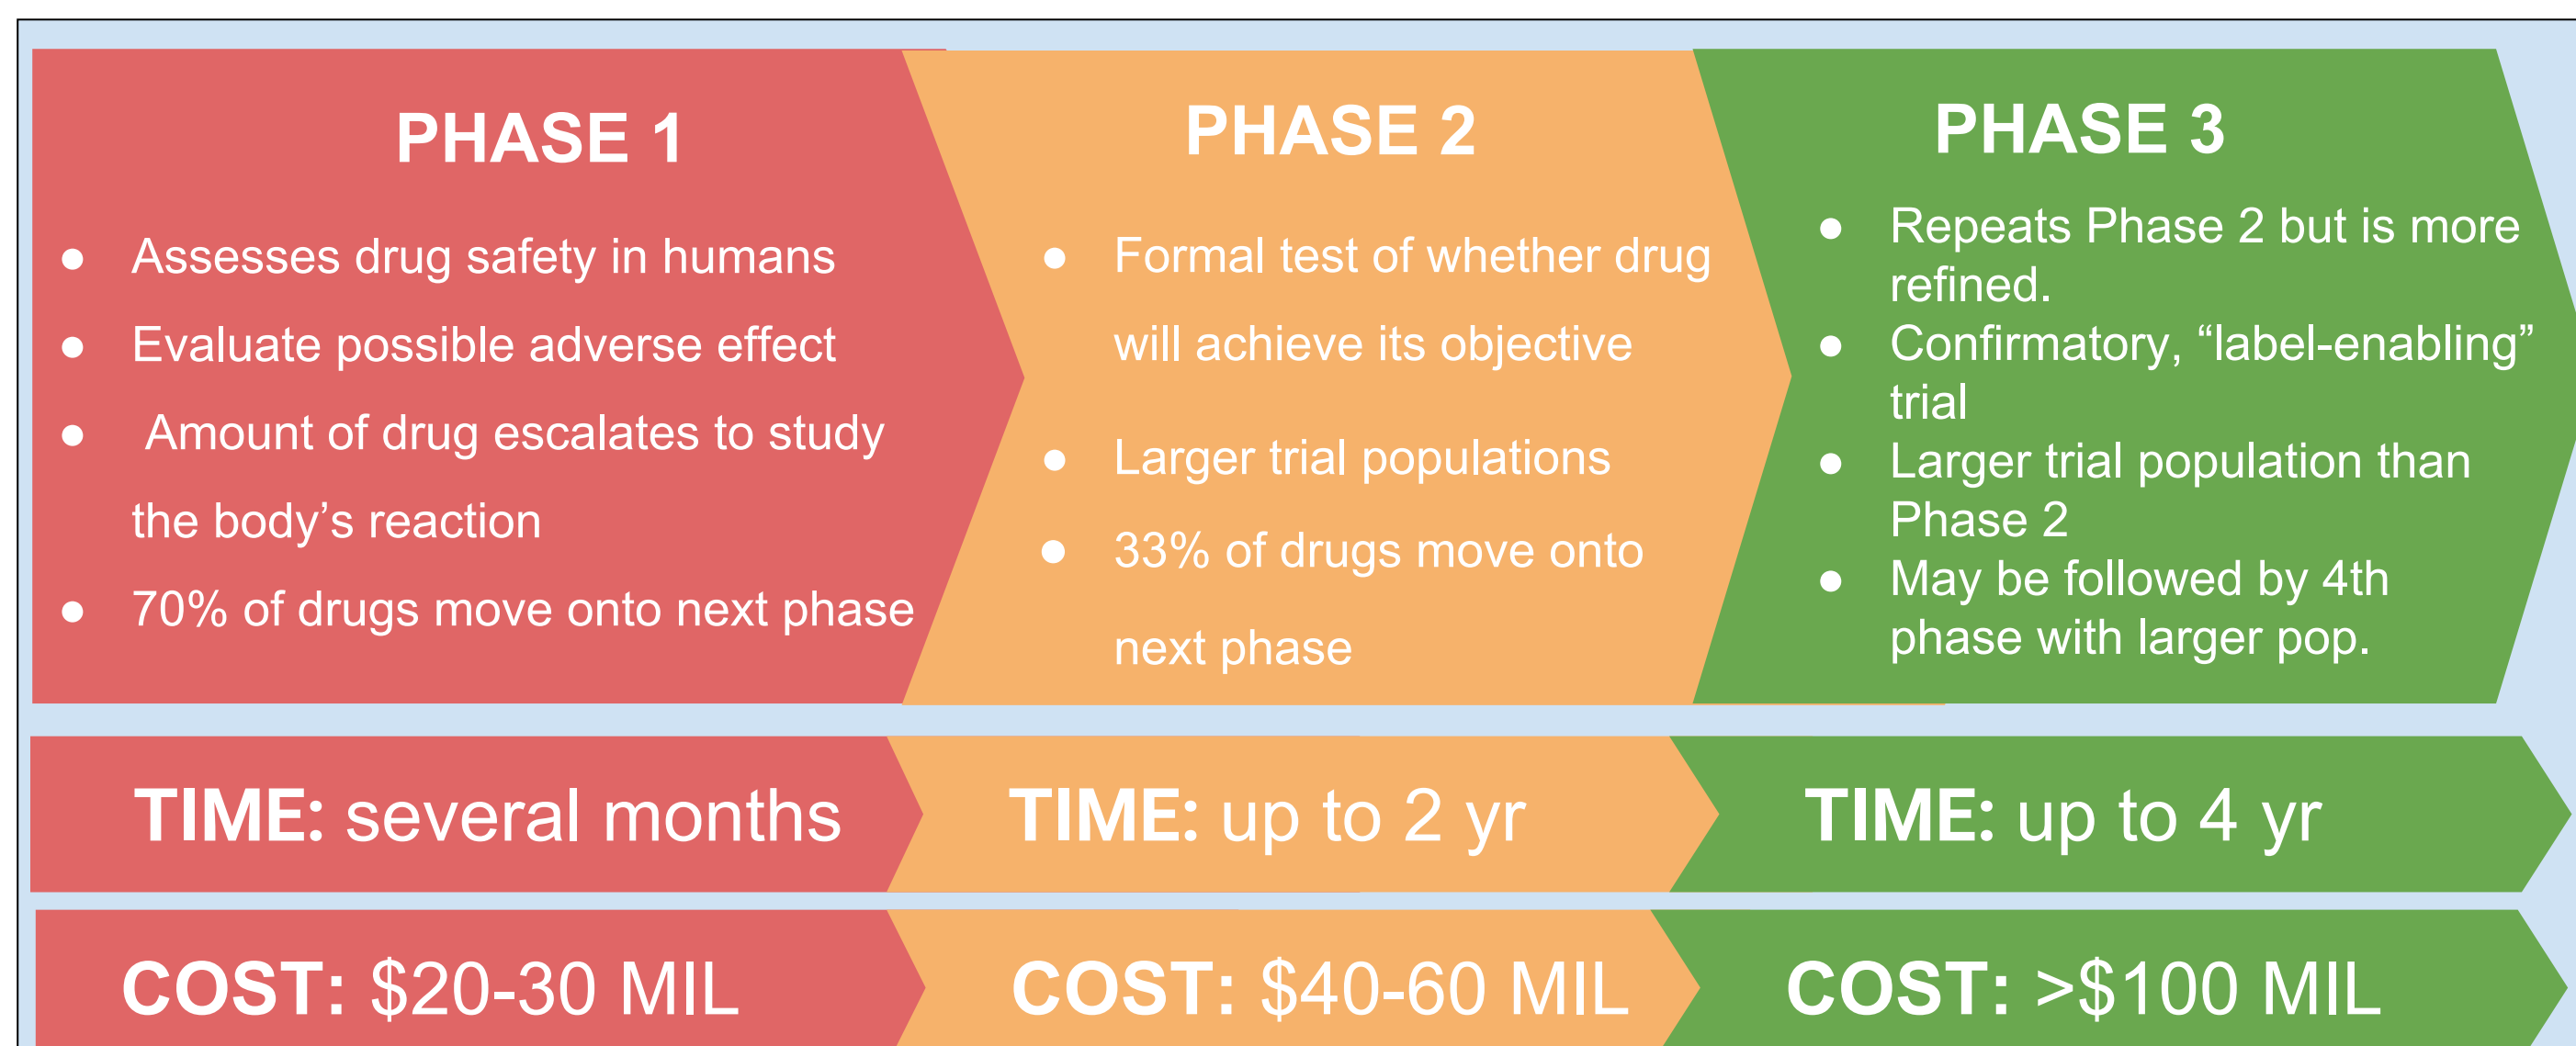 PHASE 1
● Assesses drug safety in humans
● Evaluate possible adverse effect
● Amount of drug escalates to study
the body’s reaction
● 70% of drugs move onto next phase
PHASE 2
● Formal test of whether drug
will achieve its objective
● Larger trial populations
● 33% of drugs move onto
next phase
PHASE 3
● Repeats Phase 2 but is more
refined.
● Confirmatory, “label-enabling”
trial
● Larger trial population than
Phase 2
● May be followed by 4th
phase with larger pop.
TIME: several months
TIME: up to 2 yr
TIME: up to 4 yr
COST: $20-30 MIL
COST: $40-60 MIL
COST: >$100 MIL